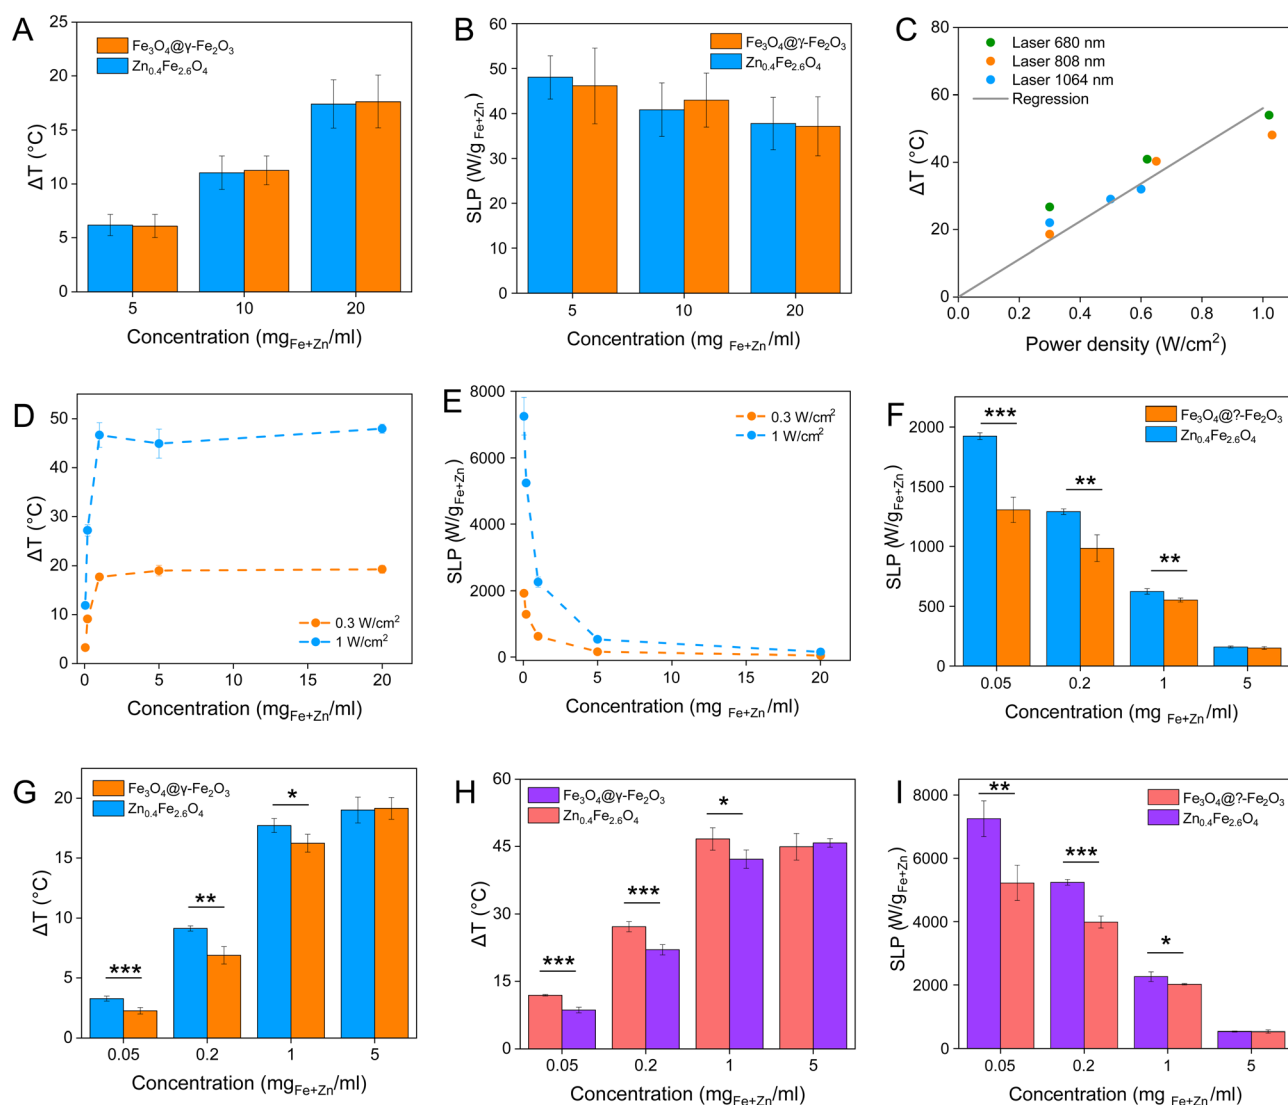 A
Fe3O4@γ-Fe2O3
Zn0.4Fe2.6O4
ΔT (°C)
25
20
15
10
5
0
5
10
20
Concentration (mgFe+Zn/ml)
B
Fe3O4@γ-Fe2O3
Zn0.4Fe2.6O4
SLP (W/g Fe+Zn)
60
50
40
30
20
10
0
5
10
20
Concentration (mg Fe+Zn/ml)
C
Laser 680 nm
Laser 808 nm
Laser 1064 nm
Regression
ΔT (°C)
80
60
40
20
0
0.0
0.2
0.4
0.6
0.8
1.0
Power density (W/cm2)
D
ΔT (°C)
50
40
30
20
10
0
0.3 W/cm2
1 W/cm2
0
5
10
15
20
Concentration (mgFe+Zn/ml)
E
SLP (W/gFe+Zn)
8000
6000
4000
2000
0
0.3 W/cm2
1 W/cm2
0
5
10
15
20
Concentration (mgFe+Zn/ml)
F
Fe3O4@?-Fe2O3
Zn0.4Fe2.6O4
SLP (W/gFe+Zn)
2000
1500
1000
500
0
***
**
**
0.05
0.2
1
5
Concentration (mg Fe+Zn/ml)
G
Fe3O4@γ-Fe2O3
Zn0.4Fe2.6O4
ΔT (°C)
20
15
10
5
0
***
**
*
0.05
0.2
1
5
Concentration (mgFe+Zn/ml)
H
Fe3O4@γ-Fe2O3
Zn0.4Fe2.6O4
ΔT (°C)
60
45
30
15
0
***
***
*
0.05
0.2
1
5
Concentration (mgFe+Zn/ml)
I
Fe3O4@?-Fe2O3
Zn0.4Fe2.6O4
SLP (W/gFe+Zn)
8000
6000
4000
2000
0
**
***
*
0.05
0.2
1
5
Concentration (mg Fe+Zn/ml)